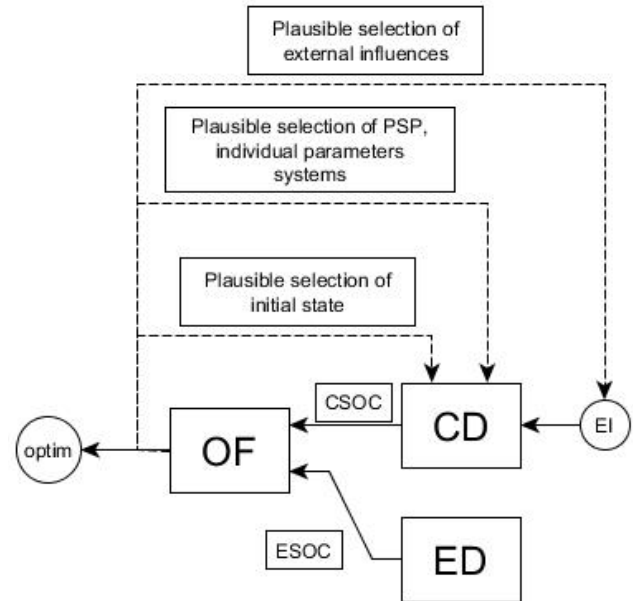 Plausible selection of
external influences
Plausible selection of PSP,
individual parameters
systems
Plausible selection of
initial state
CSOC
CD
EI
optim
OF
ESOC
ED